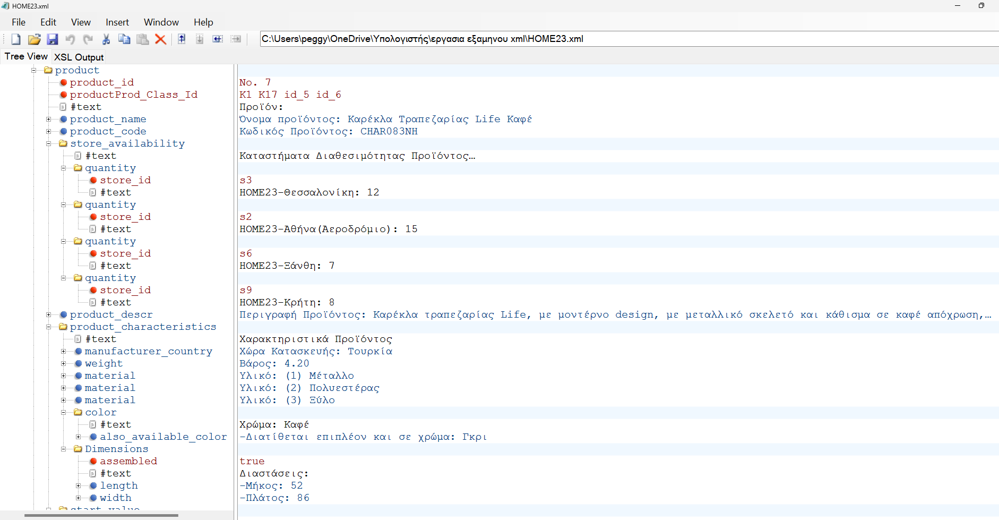 HOME23.xml
File Edit View Insert Window Help
C:\Users\peggy\OneDrive\Υπολογιστής\εργασια εξαμηνου xml\HOME23.xml
Tree View XSL Output
product
product_id No. 7
productProd_Class_Id K1 K17 id_5 id_6
#text Προϊόν:
product_name Όνομα προϊόντος: Καρέκλα Τραπεζαρίας Life Καφέ
product_code Κωδικός Προϊόντος: CHAR083NH
store_availability
#text Καταστήματα Διαθεσιμότητας Προϊόντος…
quantity
store_id s3
#text HOME23-Θεσσαλονίκη: 12
quantity
store_id s2
#text HOME23-Αθήνα(Αεροδρόμιο): 15
quantity
store_id s6
#text HOME23-Ξάνθη: 7
quantity
store_id s9
#text HOME23-Κρήτη: 8
product_descr Περιγραφή Προϊόντος: Καρέκλα τραπεζαρίας Life, με μοντέρνο design, με μεταλλικό σκελετό και κάθισμα σε καφέ απόχρωση,…
product_characteristics
#text Χαρακτηριστικά Προϊόντος
manufacturer_country Χώρα Κατασκευής: Τουρκία
weight Βάρος: 4.20
material Υλικό: (1) Μέταλλο
material Υλικό: (2) Πολυεστέρας
material Υλικό: (3) Ξύλο
color
#text Χρώμα: Καφέ
also_available_color -Διατίθεται επιπλέον και σε χρώμα: Γκρι
Dimensions
assembled true
#text Διαστάσεις:
length -Μήκος: 52
width -Πλάτος: 86
start_value